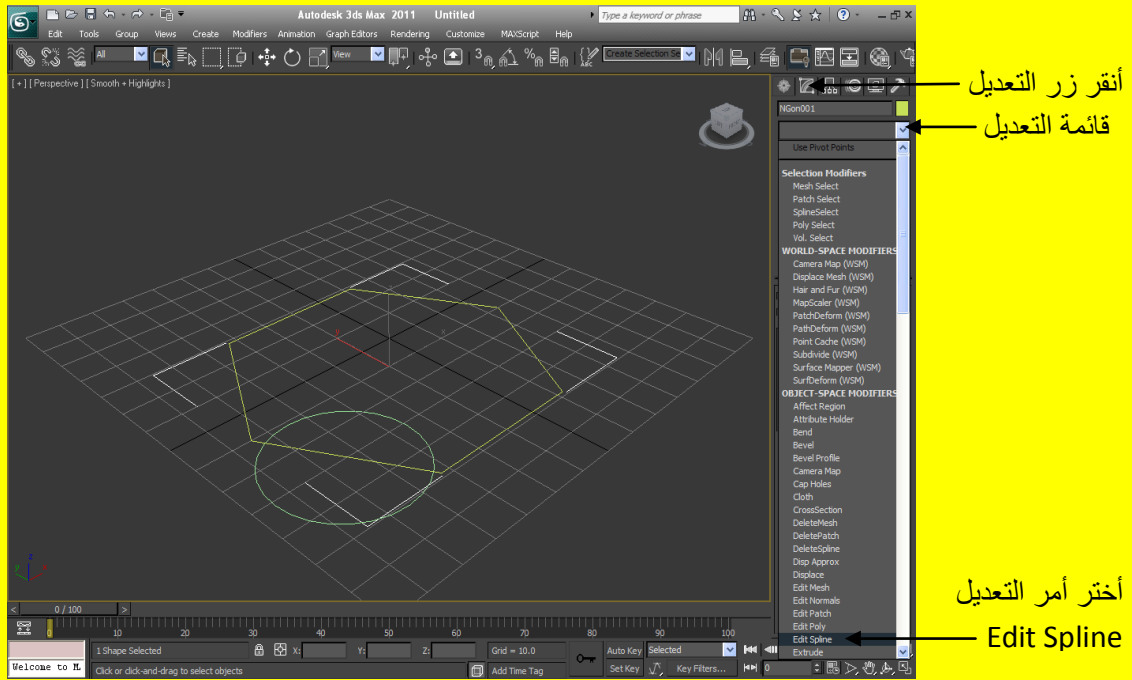 Autodesk 3ds Max 2011 Untitled
Type a keyword or phrase
Edit Tools Group Views Create Modifiers Animation Graph Editors Rendering Customize MAXScript Help
All
View
3
Create Selection Se
[ + ] [ Perspective ] [ Smooth + Highlights ]
أنقر زر التعديل
NGon001
قائمة التعديل
Use Pivot Points
Selection Modifiers
Mesh Select
Patch Select
SplineSelect
Poly Select
Vol. Select
WORLD-SPACE MODIFIERS
Camera Map (WSM)
Displace Mesh (WSM)
Hair and Fur (WSM)
MapScaler (WSM)
PatchDeform (WSM)
PathDeform (WSM)
Point Cache (WSM)
Subdivide (WSM)
Surface Mapper (WSM)
SurfDeform (WSM)
OBJECT-SPACE MODIFIERS
Affect Region
Attribute Holder
Bend
Bevel
Bevel Profile
Camera Map
Cap Holes
Cloth
CrossSection
DeleteMesh
DeletePatch
DeleteSpline
Disp Approx
Displace
Edit Mesh
Edit Normals
Edit Patch
Edit Poly
Edit Spline
Extrude
أختر أمر التعديل
Edit Spline
x
z
y
< 0 / 100 >
0 10 20 30 40 50 60 70 80 90 100
1 Shape Selected
X: Y: Z:
Grid = 10.0
Auto Key Selected
Welcome to M
Click or click-and-drag to select objects
Add Time Tag
Set Key Key Filters...
0